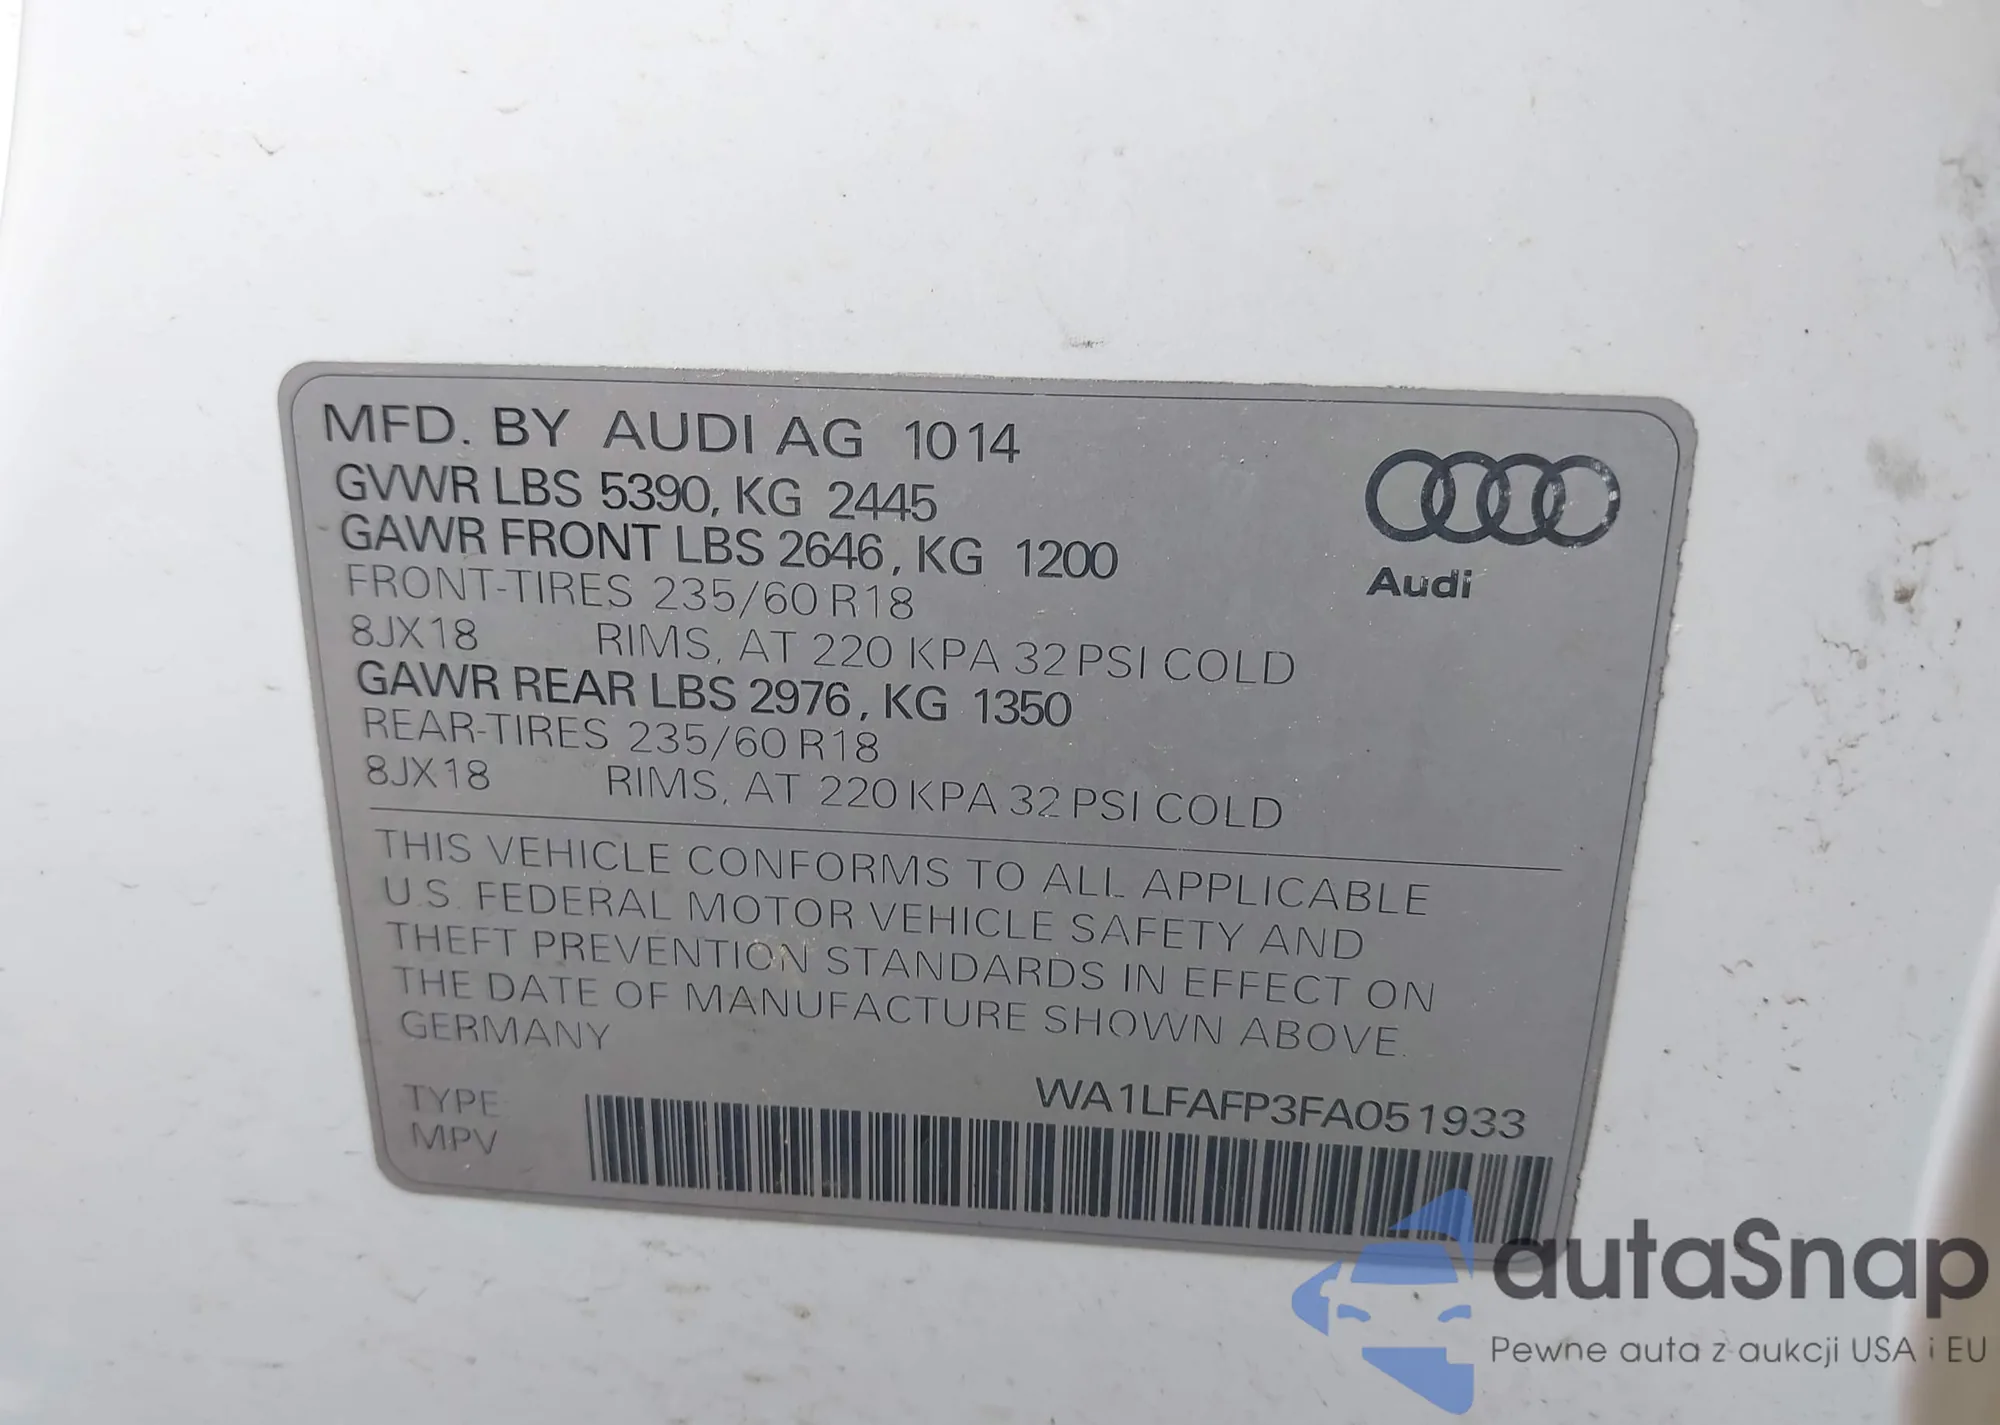 MFD. BY AUDI AG 1014
GVWR LBS 5390, KG 2445
GAWR FRONT LBS 2646, KG 1200
FRONT-TIRES 235/60 R18
8JX18 RIMS, AT 220 KPA 32 PSI COLD
GAWR REAR LBS 2976, KG 1350
REAR-TIRES 235/60 R18
8JX18 RIMS, AT 220 KPA 32 PSI COLD
Audi
THIS VEHICLE CONFORMS TO ALL APPLICABLE
U.S. FEDERAL MOTOR VEHICLE SAFETY AND
THEFT PREVENTION STANDARDS IN EFFECT ON
THE DATE OF MANUFACTURE SHOWN ABOVE.
GERMANY
TYPE
MPV
WA1LFAFP3FA051933
autaSnap
Pewne auta z aukcji USA i EU